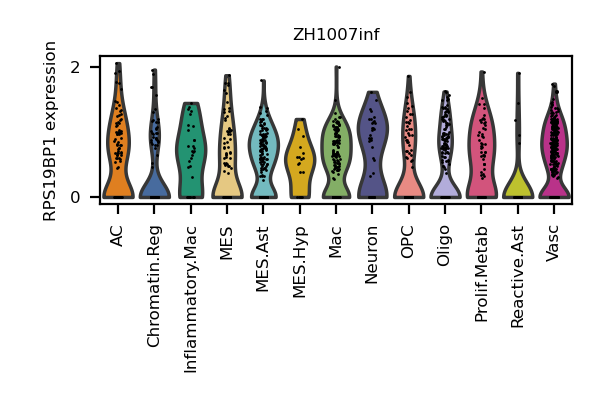 ZH1007inf
RPS19BP1 expression
2
0
AC
Chromatin.Reg
Inflammatory.Mac
MES
MES.Ast
MES.Hyp
Mac
Neuron
OPC
Oligo
Prolif.Metab
Reactive.Ast
Vasc